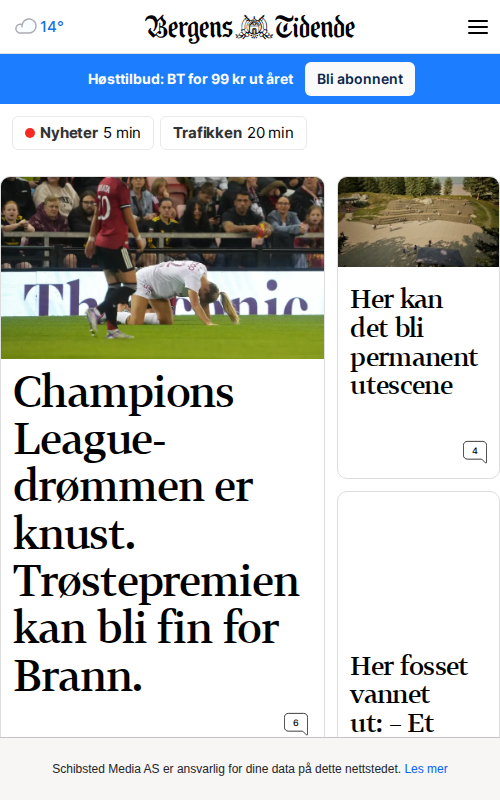 14°
Bergens Tidende
Høsttilbud: BT for 99 kr ut året
Bli abonnent
Nyheter 5 min
Trafikken 20 min
10
Champions
League-
drømmen er
knust.
Trøstepremien
kan bli fin for
Brann.
6
Her kan
det bli
permanent
utescene
4
Her fosset
vannet
ut: – Et
Schibsted Media AS er ansvarlig for dine data på dette nettstedet. Les mer